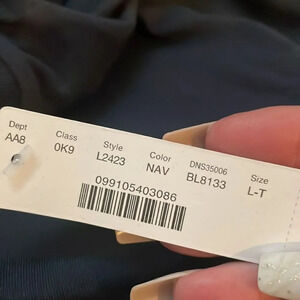 Dept Class Style Color DNS35006 Size
AA8 0K9 L2423 NAV BL8133 L-T
099105403086